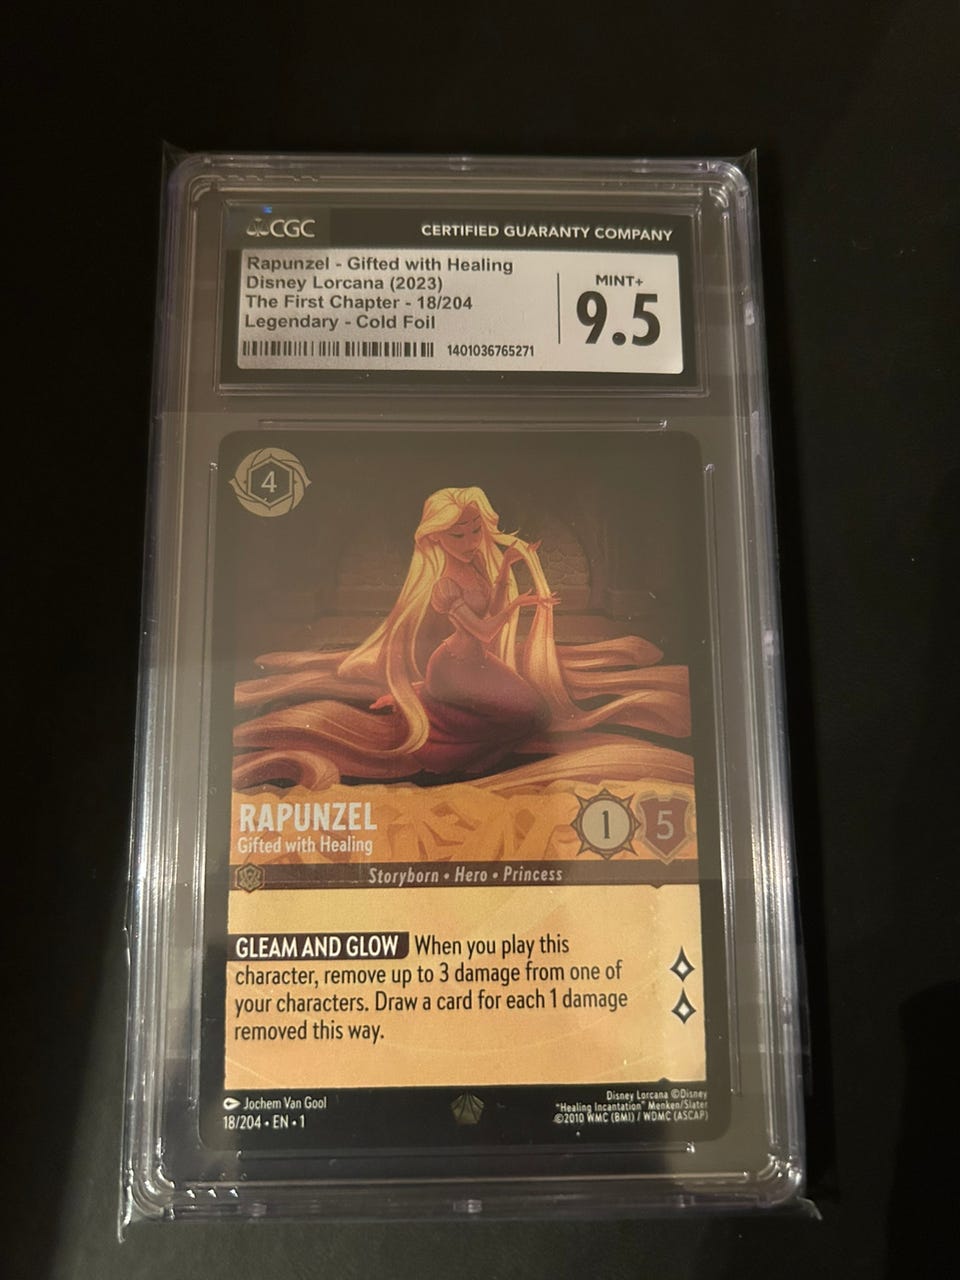 CGC
CERTIFIED GUARANTY COMPANY
Rapunzel - Gifted with Healing
Disney Lorcana (2023)
The First Chapter - 18/204
Legendary - Cold Foil
1401036765271
MINT+
9.5
4
RAPUNZEL
Gifted with Healing
1
5
Storyborn • Hero • Princess
GLEAM AND GLOW When you play this
character, remove up to 3 damage from one of
your characters. Draw a card for each 1 damage
removed this way.
Jochem Van Gool
18/204 • EN • 1
Disney Lorcana ©Disney
"Healing Incantation" Menken/Slater
©2010 WMC (BMI) / WDMC (ASCAP)